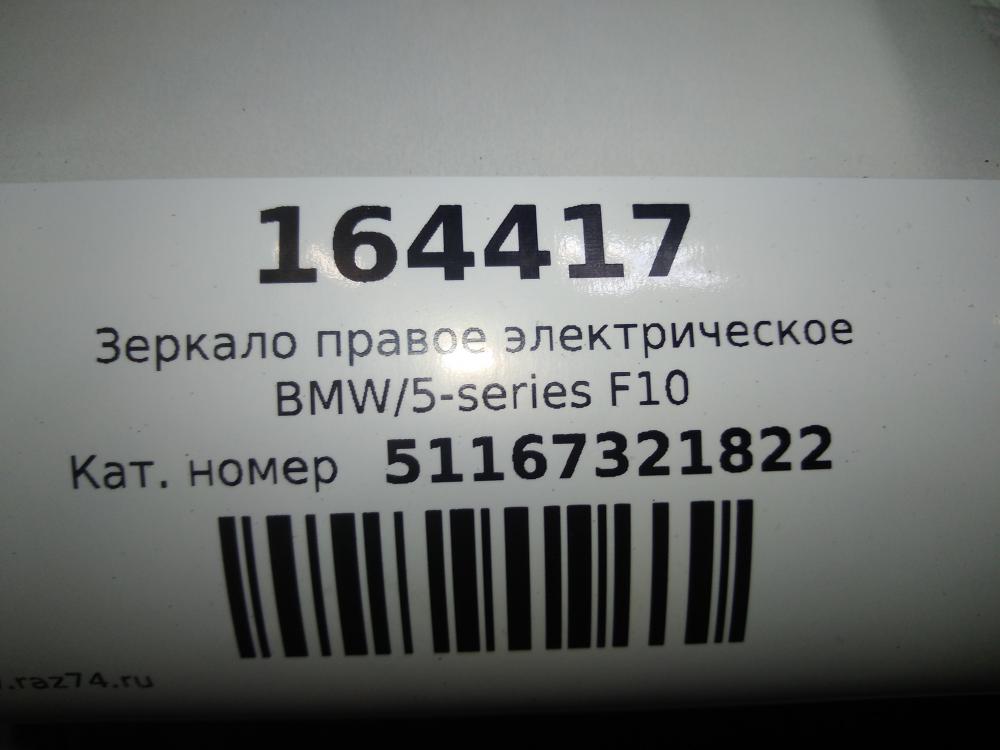 164417
Зеркало правое электрическое
BMW/5-series F10
Кат. номер 51167321822
.raz74.ru